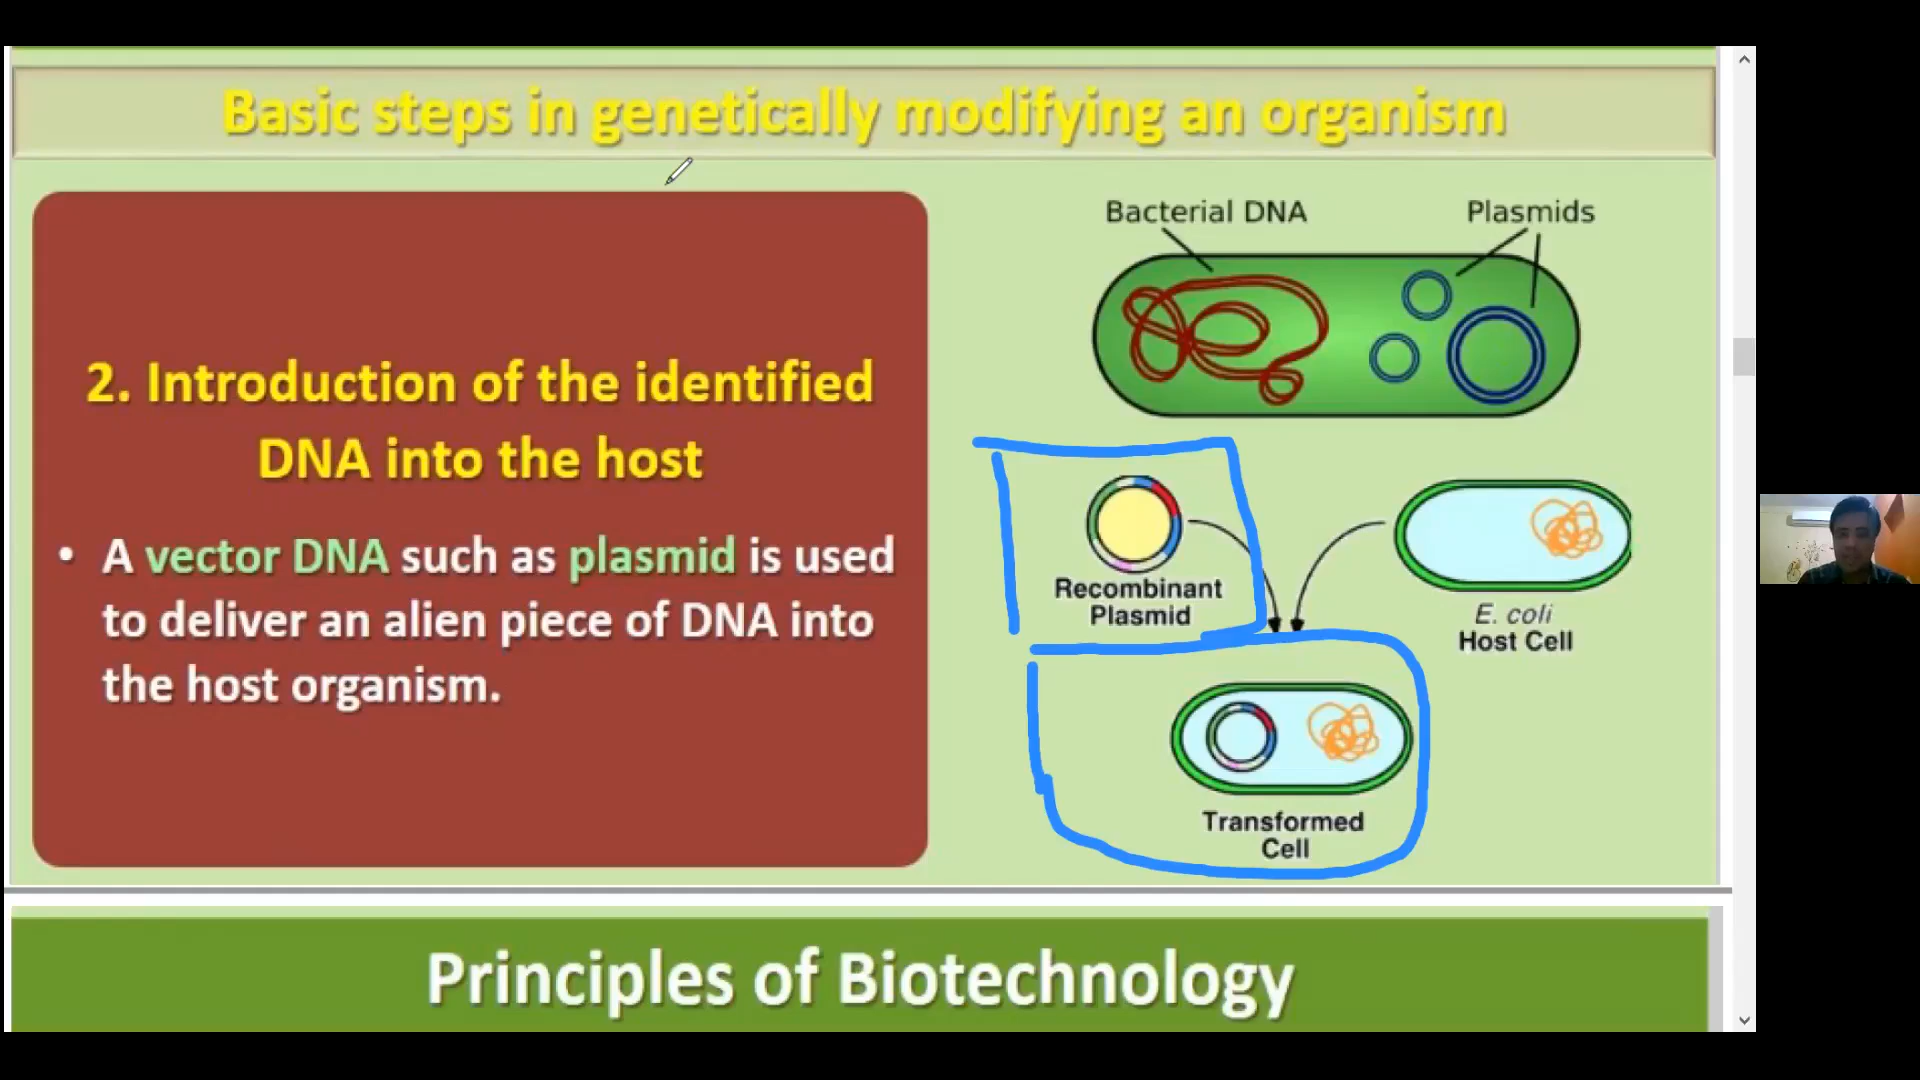 Basic steps in genetically modifying an organism
2. Introduction of the identified
DNA into the host
• A vector DNA such as plasmid is used
to deliver an alien piece of DNA into
the host organism.
Bacterial DNA
Plasmids
Recombinant
Plasmid
E. coli
Host Cell
Transformed
Cell
Principles of Biotechnology